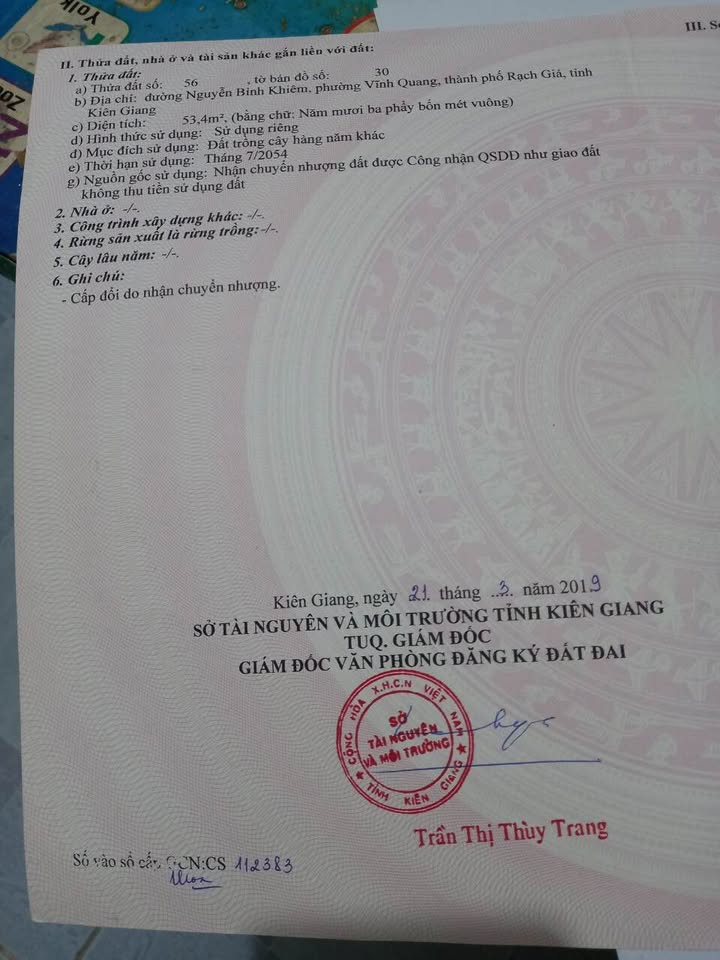 Yolk
Zoo
III. S
II. Thửa đất, nhà ở và tài sản khác gắn liền với đất:
1. Thửa đất:
a) Thửa đất số: 56 , tờ bản đồ số: 30
b) Địa chỉ: đường Nguyễn Bỉnh Khiêm, phường Vĩnh Quang, thành phố Rạch Giá, tỉnh
Kiên Giang
c) Diện tích: 53,4m², (bằng chữ: Năm mươi ba phẩy bốn mét vuông)
d) Hình thức sử dụng: Sử dụng riêng
đ) Mục đích sử dụng: Đất trồng cây hàng năm khác
e) Thời hạn sử dụng: Tháng 7/2054
g) Nguồn gốc sử dụng: Nhận chuyển nhượng đất được Công nhận QSDĐ như giao đất
không thu tiền sử dụng đất
2. Nhà ở: -/-.
3. Công trình xây dựng khác: -/-.
4. Rừng sản xuất là rừng trồng: -/-.
5. Cây lâu năm: -/-.
6. Ghi chú:
- Cấp đổi do nhận chuyển nhượng.
Kiên Giang, ngày 21 tháng 3 năm 2019
SỞ TÀI NGUYÊN VÀ MÔI TRƯỜNG TỈNH KIÊN GIANG
TUQ. GIÁM ĐỐC
GIÁM ĐỐC VĂN PHÒNG ĐĂNG KÝ ĐẤT ĐAI
CỘNG HÒA X.H.C.N VIỆT NAM
SỞ
TÀI NGUYÊN
VÀ MÔI TRƯỜNG
★ TỈNH KIÊN GIANG ★
Trần Thị Thùy Trang
Số vào sổ cấp GCN:CS 112383